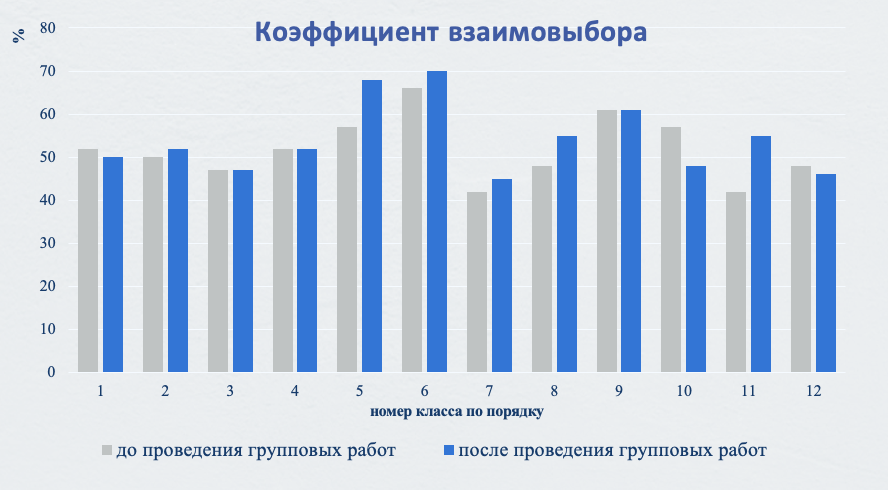 Коэффициент взаимовыбора
%
80
70
60
50
40
30
20
10
0
1 2 3 4 5 6 7 8 9 10 11 12
номер класса по порядку
до проведения групповых работ после проведения групповых работ